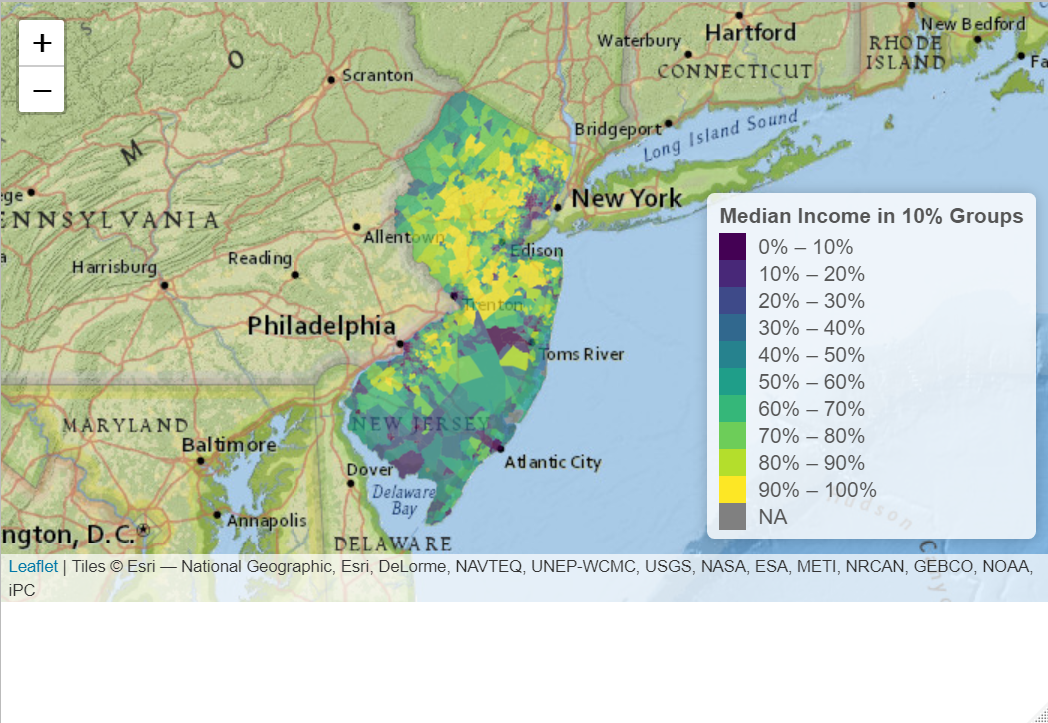 +
−
S
O
M
Scranton
Waterbury
Hartford
New Bedford
RHODE
ISLAND
CONNECTICUT
Fa
Bridgeport
Long Island Sound
ege
ENNSYLVANIA
New York
Allentown
Edison
Harrisburg
Reading
Trenton
Philadelphia
Toms River
NEW JERSEY
MARYLAND
Baltimore
Atlantic City
Dover
Delaware
Bay
Annapolis
ngton, D.C.
DELAWARE
Median Income in 10% Groups
0% – 10%
10% – 20%
20% – 30%
30% – 40%
40% – 50%
50% – 60%
60% – 70%
70% – 80%
80% – 90%
90% – 100%
NA
Hudson
Leaflet | Tiles © Esri — National Geographic, Esri, DeLorme, NAVTEQ, UNEP-WCMC, USGS, NASA, ESA, METI, NRCAN, GEBCO, NOAA,
iPC